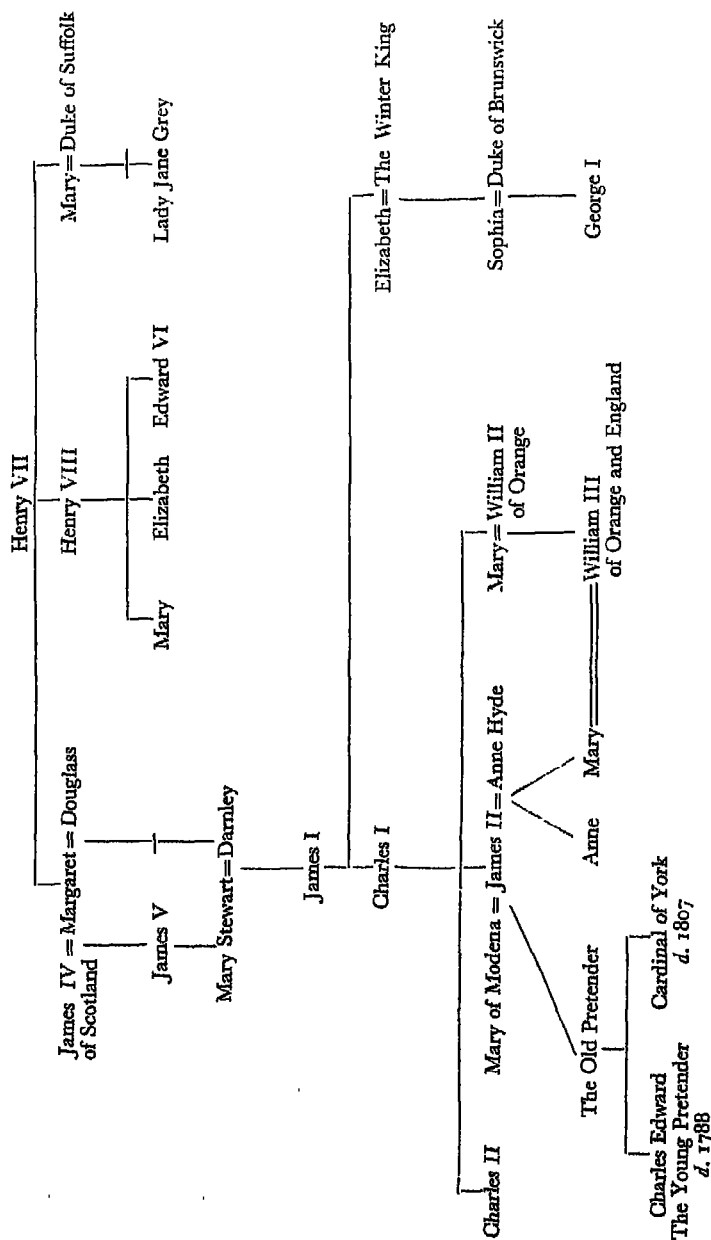 Henry VII
James IV = Margaret = Douglass
of Scotland
Henry VIII
Mary = Duke of Suffolk
James V
Mary
Elizabeth
Edward VI
Lady Jane Grey
Mary Stewart = Darnley
James I
Charles I
Elizabeth = The Winter King
Charles II
Mary of Modena = James II = Anne Hyde
Mary = William II
of Orange
Sophia = Duke of Brunswick
The Old Pretender
Anne
Mary
William III
of Orange and England
George I
Charles Edward
The Young Pretender
d. 1788
Cardinal of York
d. 1807